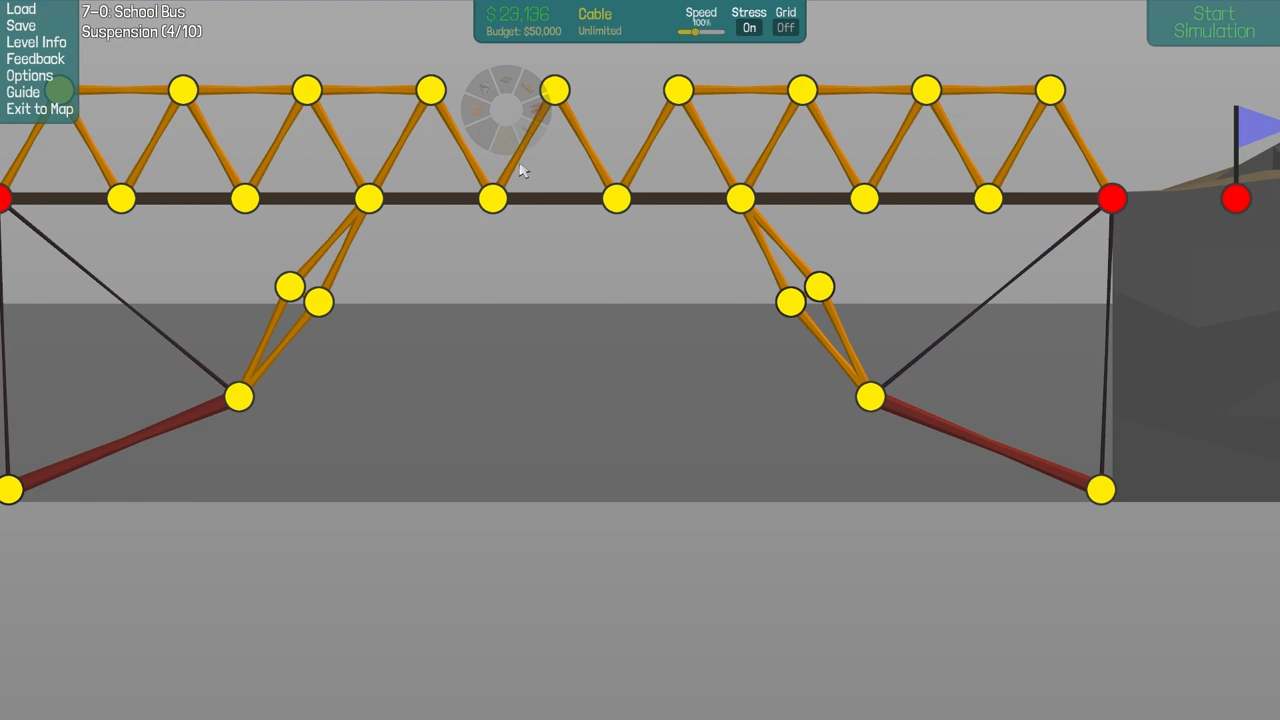 Load
Save
Level Info
Feedback
Options
Guide
Exit to Map
7-0: School Bus
Suspension (4/10)
$ 23,136
Budget: $50,000
Cable
Unlimited
Speed
100%
Stress
On
Grid
Off
Start
Simulation